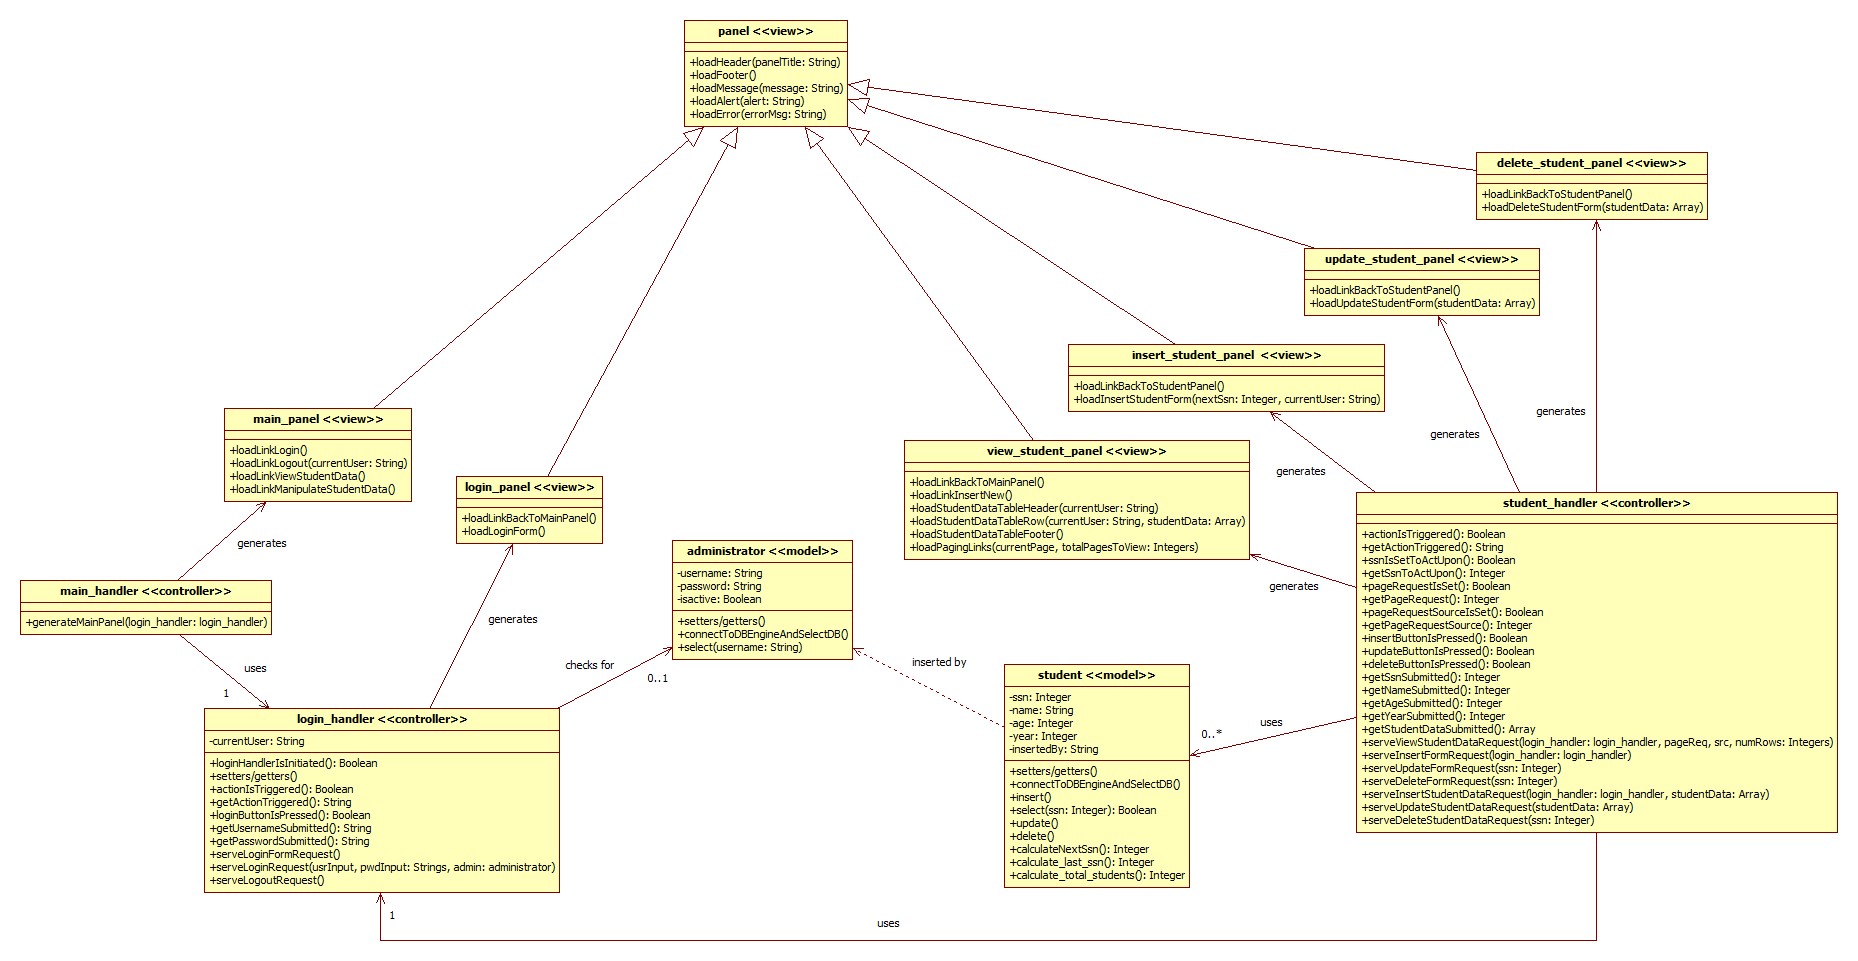 panel <<view>>
+loadHeader(panelTitle: String)
+loadFooter()
+loadMessage(message: String)
+loadAlert(alert: String)
+loadError(errorMsg: String)
delete_student_panel <<view>>
+loadLinkBackToStudentPanel()
+loadDeleteStudentForm(studentData: Array)
update_student_panel <<view>>
+loadLinkBackToStudentPanel()
+loadUpdateStudentForm(studentData: Array)
insert_student_panel <<view>>
+loadLinkBackToStudentPanel()
+loadInsertStudentForm(nextSsn: Integer, currentUser: String)
generates
generates
generates
generates
main_panel <<view>>
+loadLinkLogin()
+loadLinkLogout(currentUser: String)
+loadLinkViewStudentData()
+loadLinkManipulateStudentData()
generates
login_panel <<view>>
+loadLinkBackToMainPanel()
+loadLoginForm()
generates
view_student_panel <<view>>
+loadLinkBackToMainPanel()
+loadLinkInsertNew()
+loadStudentDataTableHeader(currentUser: String)
+loadStudentDataTableRow(currentUser: String, studentData: Array)
+loadStudentDataTableFooter()
+loadPagingLinks(currentPage, totalPagesToView: Integers)
student_handler <<controller>>
+actionIsTriggered(): Boolean
+getActionTriggered(): String
+ssnIsSetToActUpon(): Boolean
+getSsnToActUpon(): Integer
+pageRequestIsSet(): Boolean
+getPageRequest(): Integer
+pageRequestSourceIsSet(): Boolean
+getPageRequestSource(): Integer
+insertButtonIsPressed(): Boolean
+updateButtonIsPressed(): Boolean
+deleteButtonIsPressed(): Boolean
+getSsnSubmitted(): Integer
+getNameSubmitted(): Integer
+getAgeSubmitted(): Integer
+getYearSubmitted(): Integer
+getStudentDataSubmitted(): Array
+serveViewStudentDataRequest(login_handler: login_handler, pageReq, src, numRows: Integers)
+serveInsertFormRequest(login_handler: login_handler)
+serveUpdateFormRequest(ssn: Integer)
+serveDeleteFormRequest(ssn: Integer)
+serveInsertStudentDataRequest(login_handler: login_handler, studentData: Array)
+serveUpdateStudentDataRequest(studentData: Array)
+serveDeleteStudentDataRequest(ssn: Integer)
main_handler <<controller>>
+generateMainPanel(login_handler: login_handler)
uses
1
administrator <<model>>
-username: String
-password: String
-isactive: Boolean
+setters/getters()
+connectToDBEngineAndSelectDB()
+select(username: String)
checks for
0..1
inserted by
student <<model>>
-ssn: Integer
-name: String
-age: Integer
-year: Integer
-insertedBy: String
+setters/getters()
+connectToDBEngineAndSelectDB()
+insert()
+select(ssn: Integer): Boolean
+update()
+delete()
+calculateNextSsn(): Integer
+calculate_last_ssn(): Integer
+calculate_total_students(): Integer
uses
0..*
login_handler <<controller>>
-currentUser: String
+loginHandlerIsInitiated(): Boolean
+setters/getters()
+actionIsTriggered(): Boolean
+getActionTriggered(): String
+loginButtonIsPressed(): Boolean
+getUsernameSubmitted(): String
+getPasswordSubmitted(): String
+serveLoginFormRequest()
+serveLoginRequest(usrInput, pwdInput: Strings, admin: administrator)
+serveLogoutRequest()
1
uses